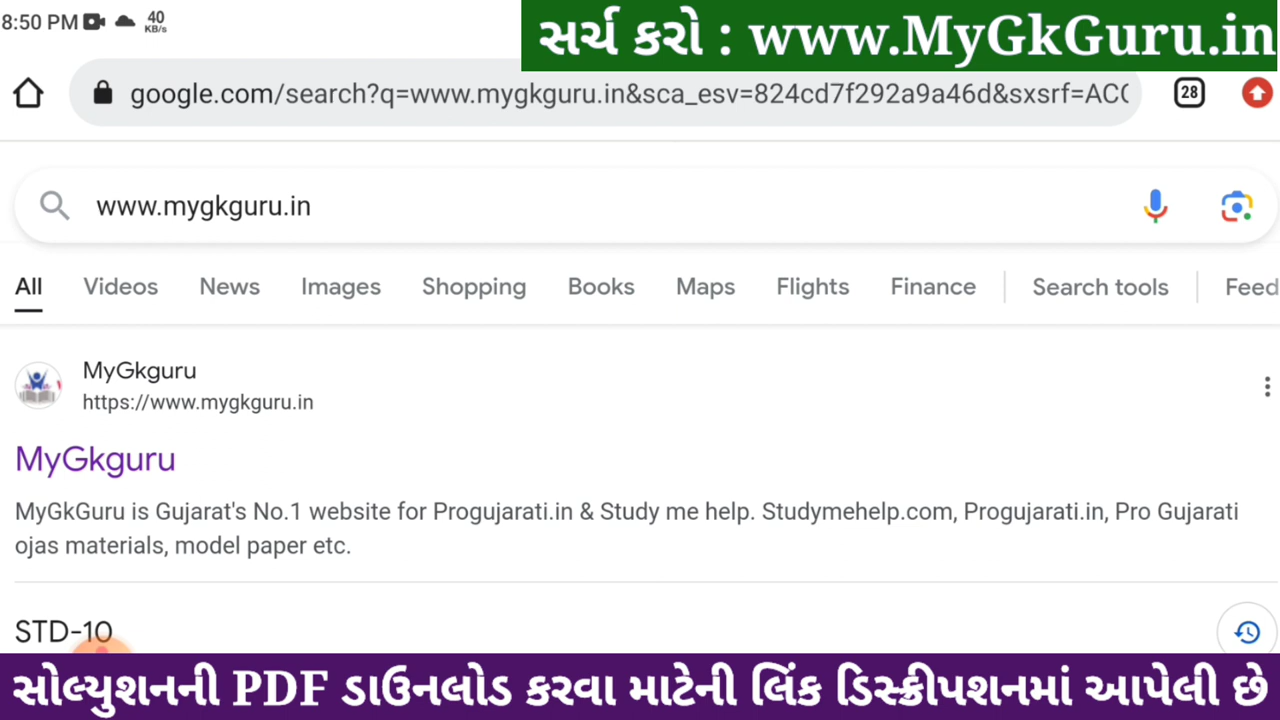 8:50 PM 40 KB/s
સર્ચ કરો : www.MyGkGuru.in
google.com/search?q=www.mygkguru.in&sca_esv=824cd7f292a9a46d&sxsrf=ACC
28
www.mygkguru.in
All Videos News Images Shopping Books Maps Flights Finance Search tools Feed
MyGkguru
https://www.mygkguru.in
MyGkguru
MyGkGuru is Gujarat's No.1 website for Progujarati.in & Study me help. Studymehelp.com, Progujarati.in, Pro Gujarati
ojas materials, model paper etc.
STD-10
સોલ્યુશનની PDF ડાઉનલોડ કરવા માટેની લિંક ડિસ્ક્રીપશનમાં આપેલી છે